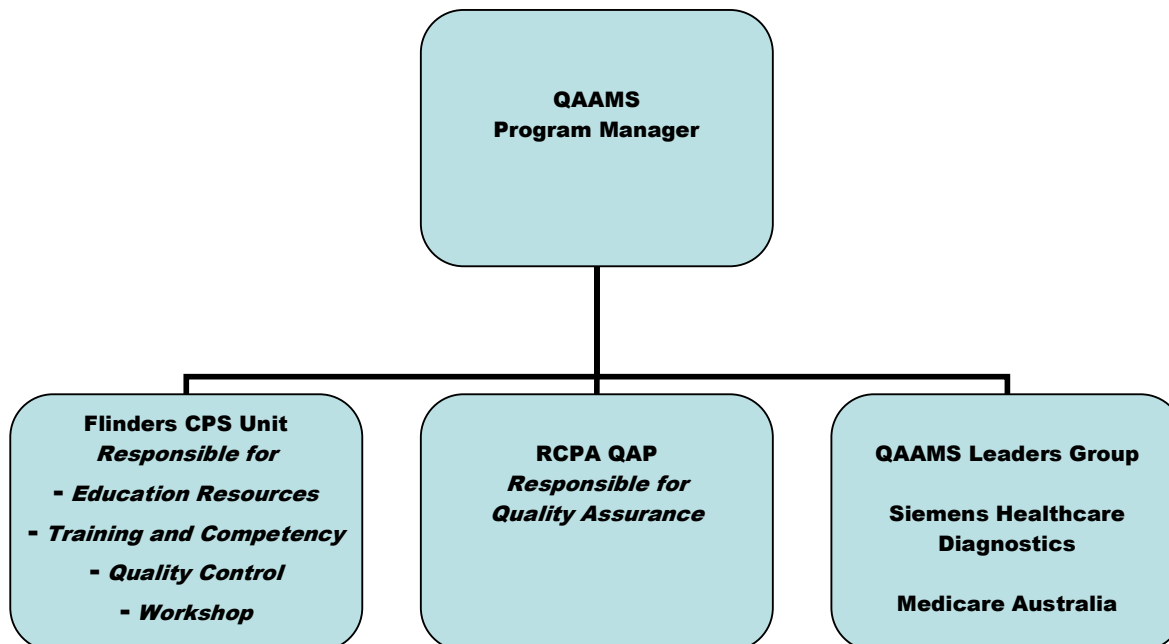 QAAMS
Program Manager
Flinders CPS Unit
Responsible for
- Education Resources
- Training and Competency
- Quality Control
- Workshop
RCPA QAP
Responsible for
Quality Assurance
QAAMS Leaders Group
Siemens Healthcare
Diagnostics
Medicare Australia